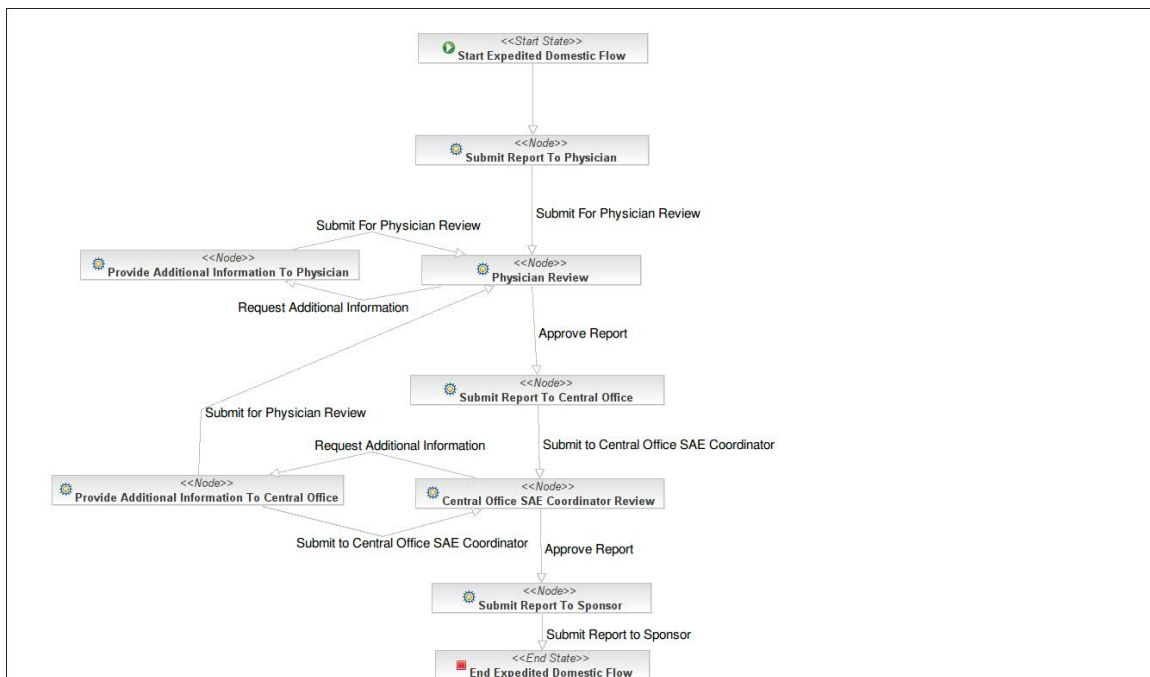 <<Start State>>
Start Expedited Domestic Flow
<<Node>>
Submit Report To Physician
Submit For Physician Review
Submit For Physician Review
<<Node>>
Provide Additional Information To Physician
<<Node>>
Physician Review
Request Additional Information
Approve Report
<<Node>>
Submit Report To Central Office
Submit for Physician Review
Request Additional Information
Submit to Central Office SAE Coordinator
<<Node>>
Provide Additional Information To Central Office
<<Node>>
Central Office SAE Coordinator Review
Submit to Central Office SAE Coordinator
Approve Report
<<Node>>
Submit Report To Sponsor
Submit Report to Sponsor
<<End State>>
End Expedited Domestic Flow